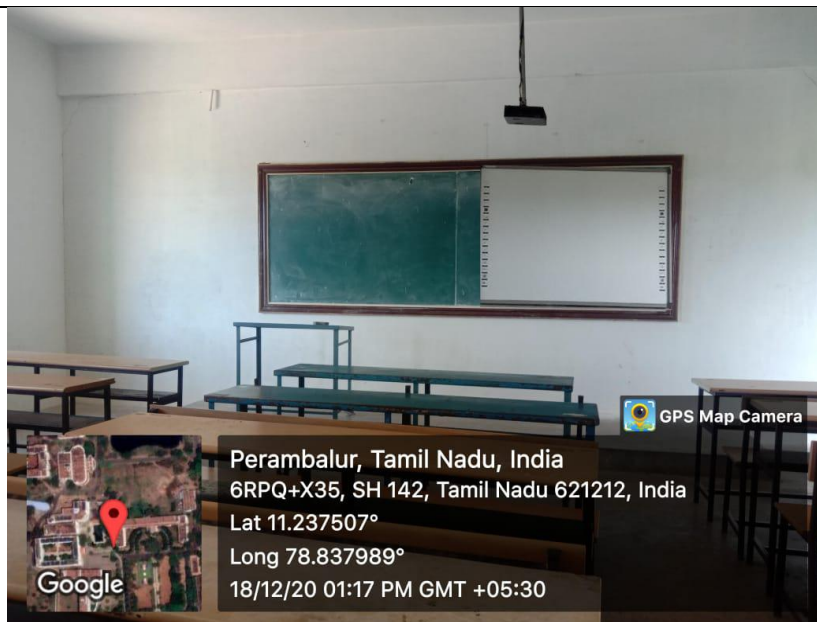 GPS Map Camera
Perambalur, Tamil Nadu, India
6RPQ+X35, SH 142, Tamil Nadu 621212, India
Lat 11.237507°
Long 78.837989°
18/12/20 01:17 PM GMT +05:30
Google